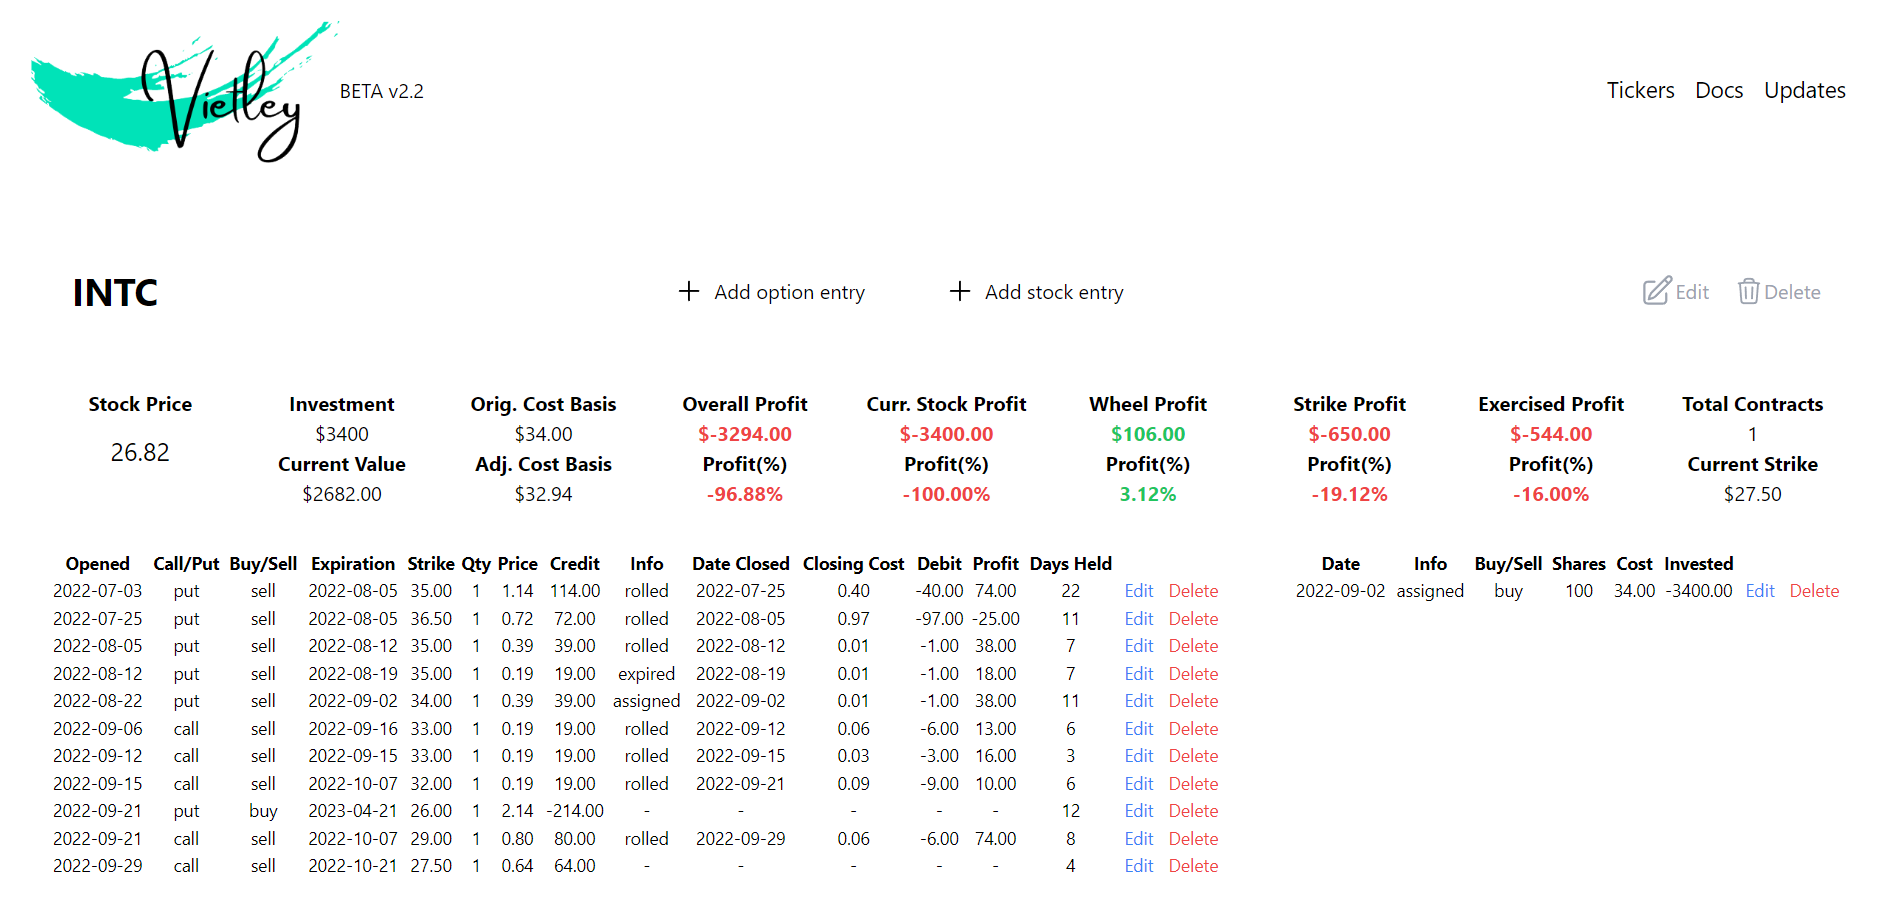 Vietley
BETA v2.2
Tickers Docs Updates
INTC
+ Add option entry + Add stock entry
Edit Delete
Stock Price Investment Orig. Cost Basis Overall Profit Curr. Stock Profit Wheel Profit Strike Profit Exercised Profit Total Contracts
26.82 $3400 $34.00 $-3294.00 $-3400.00 $106.00 $-650.00 $-544.00 1
Current Value Adj. Cost Basis Profit(%) Profit(%) Profit(%) Profit(%) Profit(%) Current Strike
$2682.00 $32.94 -96.88% -100.00% 3.12% -19.12% -16.00% $27.50
Opened Call/Put Buy/Sell Expiration Strike Qty Price Credit Info Date Closed Closing Cost Debit Profit Days Held
2022-07-03 put sell 2022-08-05 35.00 1 1.14 114.00 rolled 2022-07-25 0.40 -40.00 74.00 22 Edit Delete
2022-07-25 put sell 2022-08-05 36.50 1 0.72 72.00 rolled 2022-08-05 0.97 -97.00 -25.00 11 Edit Delete
2022-08-05 put sell 2022-08-12 35.00 1 0.39 39.00 rolled 2022-08-12 0.01 -1.00 38.00 7 Edit Delete
2022-08-12 put sell 2022-08-19 35.00 1 0.19 19.00 expired 2022-08-19 0.01 -1.00 18.00 7 Edit Delete
2022-08-22 put sell 2022-09-02 34.00 1 0.39 39.00 assigned 2022-09-02 0.01 -1.00 38.00 11 Edit Delete
2022-09-06 call sell 2022-09-16 33.00 1 0.19 19.00 rolled 2022-09-12 0.06 -6.00 13.00 6 Edit Delete
2022-09-12 call sell 2022-09-15 33.00 1 0.19 19.00 rolled 2022-09-15 0.03 -3.00 16.00 3 Edit Delete
2022-09-15 call sell 2022-10-07 32.00 1 0.19 19.00 rolled 2022-09-21 0.09 -9.00 10.00 6 Edit Delete
2022-09-21 put buy 2023-04-21 26.00 1 2.14 -214.00 - - - - - 12 Edit Delete
2022-09-21 call sell 2022-10-07 29.00 1 0.80 80.00 rolled 2022-09-29 0.06 -6.00 74.00 8 Edit Delete
2022-09-29 call sell 2022-10-21 27.50 1 0.64 64.00 - - - - - 4 Edit Delete
Date Info Buy/Sell Shares Cost Invested
2022-09-02 assigned buy 100 34.00 -3400.00 Edit Delete